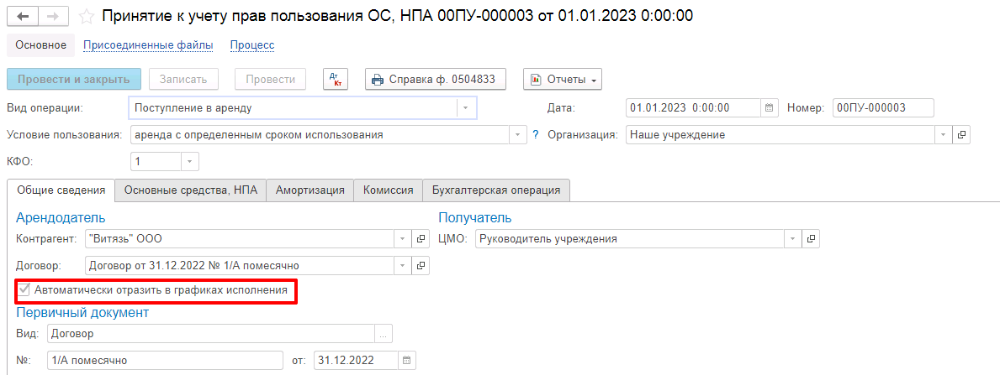 Принятие к учету прав пользования ОС, НПА 00ПУ-000003 от 01.01.2023 0:00:00
Основное Присоединенные файлы Процесс
Провести и закрыть Записать Провести Дт Кт Справка ф. 0504833 Отчеты
Вид операции: Поступление в аренду Дата: 01.01.2023 0:00:00 Номер: 00ПУ-000003
Условие пользования: аренда с определенным сроком использования ? Организация: Наше учреждение
КФО: 1
Общие сведения Основные средства, НПА Амортизация Комиссия Бухгалтерская операция
Арендодатель Получатель
Контрагент: "Витязь" ООО ЦМО: Руководитель учреждения
Договор: Договор от 31.12.2022 № 1/А помесячно
Автоматически отразить в графиках исполнения
Первичный документ
Вид: Договор ...
№: 1/А помесячно от: 31.12.2022